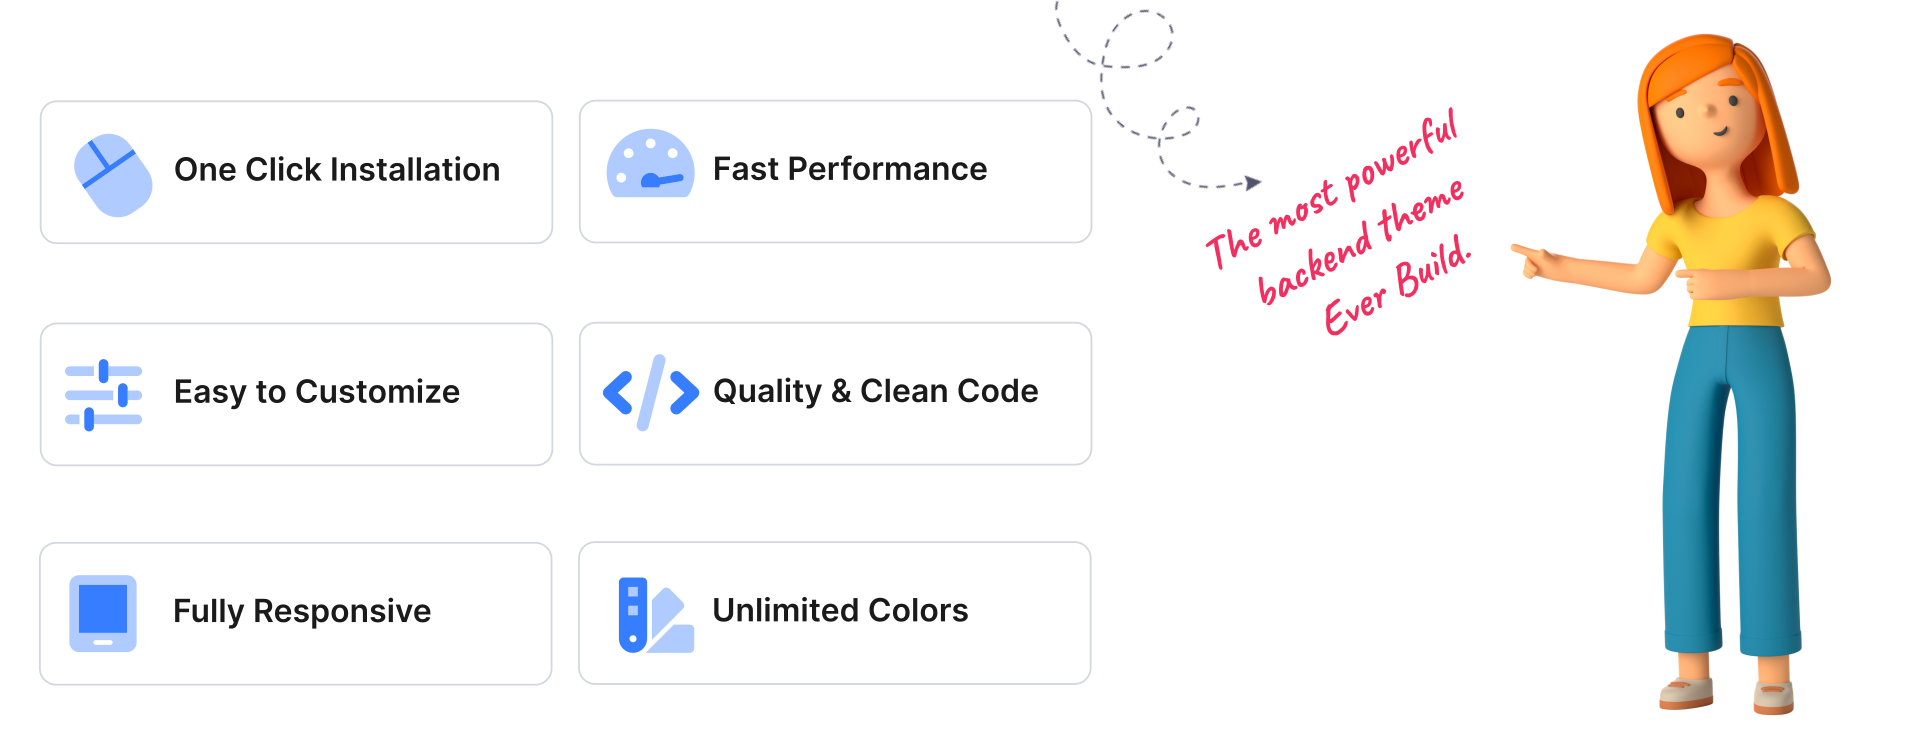 One Click Installation
Fast Performance
Easy to Customize
Quality & Clean Code
Fully Responsive
Unlimited Colors
The most powerful
backend theme
Ever Build.